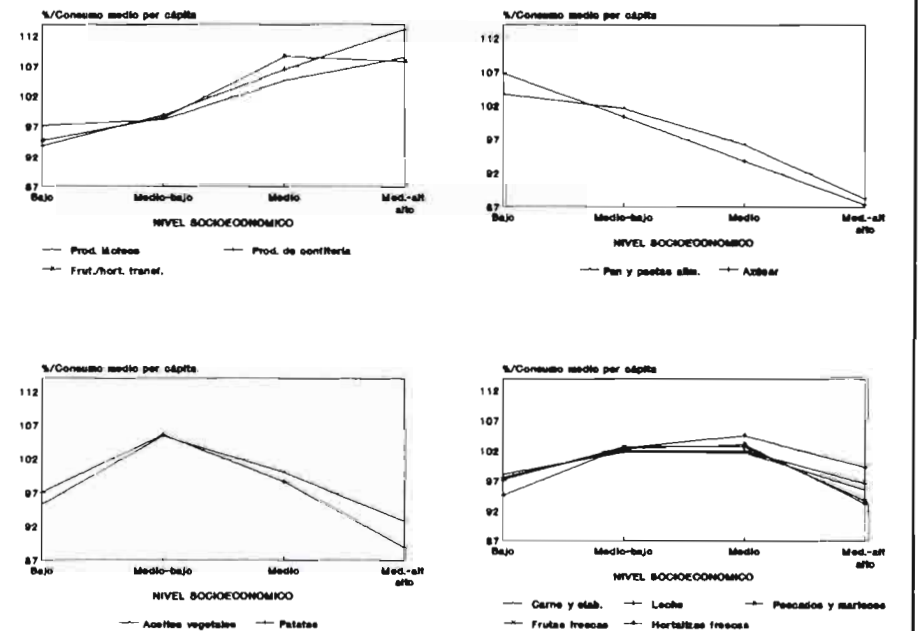 %/Consumo medio per cápita
112
107
102
97
92
87
Bajo Medio-bajo Medio Med.-alt
alto
NIVEL SOCIOECONOMICO
Prod. lácteos Prod. de confitería
Frut./hort. transf.
%/Consumo medio per cápita
112
107
102
97
92
87
Bajo Medio-bajo Medio Med.-alt
alto
NIVEL SOCIOECONOMICO
Pan y pastas alim. Azúcar
%/Consumo medio per cápita
112
107
102
97
92
87
Bajo Medio-bajo Medio Med.-alt
alto
NIVEL SOCIOECONOMICO
Aceites vegetales Patatas
%/Consumo medio per cápita
112
107
102
97
92
87
Bajo Medio-bajo Medio Med.-alt
alto
NIVEL SOCIOECONOMICO
Carne y elab. Leche Pescados y mariscos
Frutas frescas Hortalizas frescas